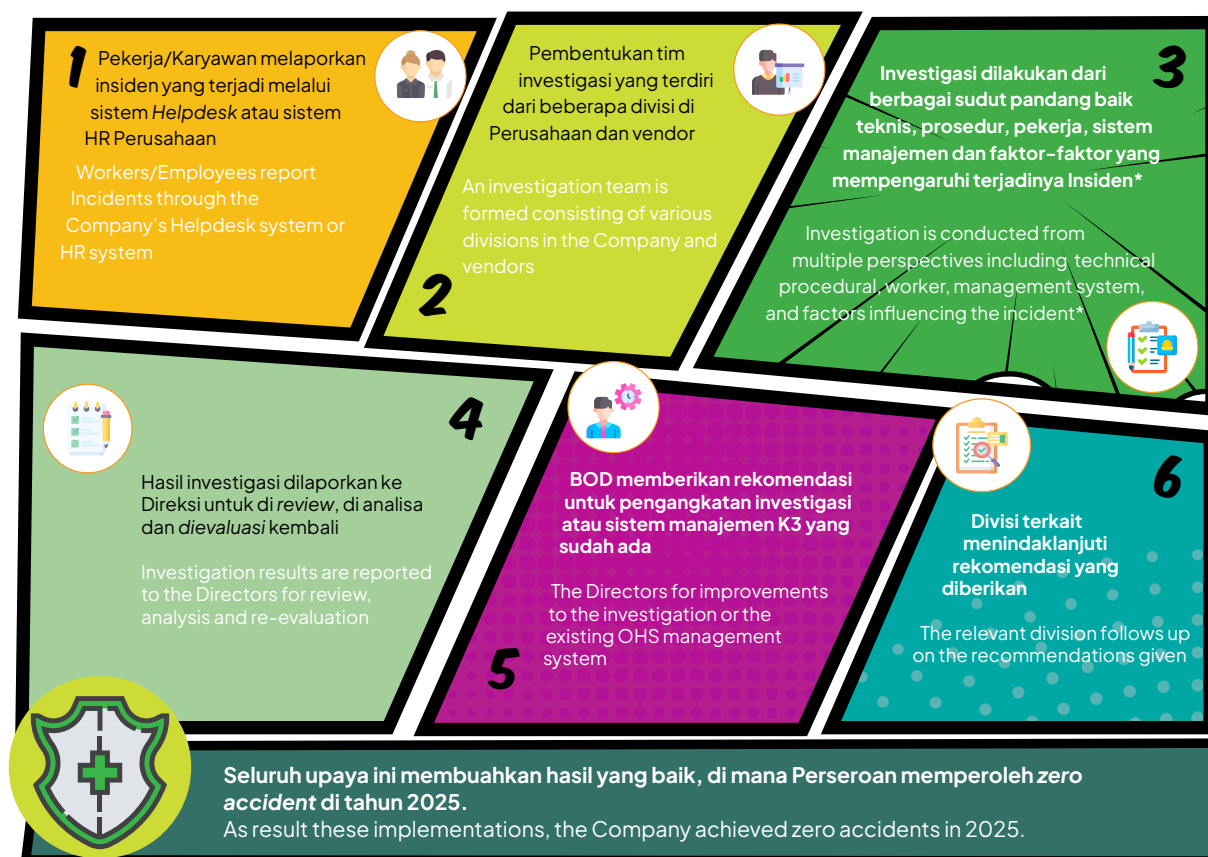 1
Pekerja/Karyawan melaporkan
insiden yang terjadi melalui
sistem Helpdesk atau sistem
HR Perusahaan
Workers/Employees report
Incidents through the
Company's Helpdesk system or
HR system
Pembentukan tim
investigasi yang terdiri
dari beberapa divisi di
Perusahaan dan vendor
An investigation team is
formed consisting of various
divisions in the Company and
vendors
2
3
Investigasi dilakukan dari
berbagai sudut pandang baik
teknis, prosedur, pekerja, sistem
manajemen dan faktor-faktor yang
mempengaruhi terjadinya Insiden*
Investigation is conducted from
multiple perspectives including technical
procedural, worker, management system,
and factors influencing the incident*
4
Hasil investigasi dilaporkan ke
Direksi untuk di review, di analisa
dan dievaluasi kembali
Investigation results are reported
to the Directors for review,
analysis and re-evaluation
BOD memberikan rekomendasi
untuk pengangkatan investigasi
atau sistem manajemen K3 yang
sudah ada
The Directors for improvements
to the investigation or the
existing OHS management
system
5
6
Divisi terkait
menindaklanjuti
rekomendasi yang
diberikan
The relevant division follows up
on the recommendations given
Seluruh upaya ini membuahkan hasil yang baik, di mana Perseroan memperoleh zero
accident di tahun 2025.
As result these implementations, the Company achieved zero accidents in 2025.